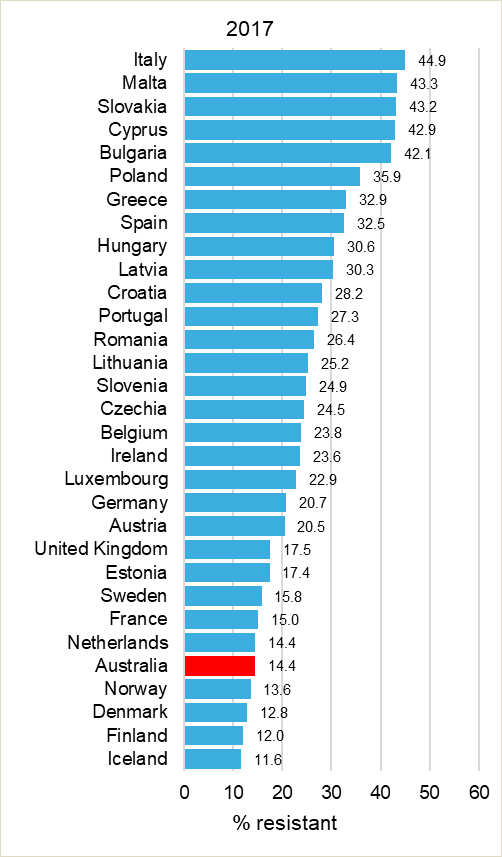 2017
Italy 44.9
Malta 43.3
Slovakia 43.2
Cyprus 42.9
Bulgaria 42.1
Poland 35.9
Greece 32.9
Spain 32.5
Hungary 30.6
Latvia 30.3
Croatia 28.2
Portugal 27.3
Romania 26.4
Lithuania 25.2
Slovenia 24.9
Czechia 24.5
Belgium 23.8
Ireland 23.6
Luxembourg 22.9
Germany 20.7
Austria 20.5
United Kingdom 17.5
Estonia 17.4
Sweden 15.8
France 15.0
Netherlands 14.4
Australia 14.4
Norway 13.6
Denmark 12.8
Finland 12.0
Iceland 11.6
0 10 20 30 40 50 60
% resistant